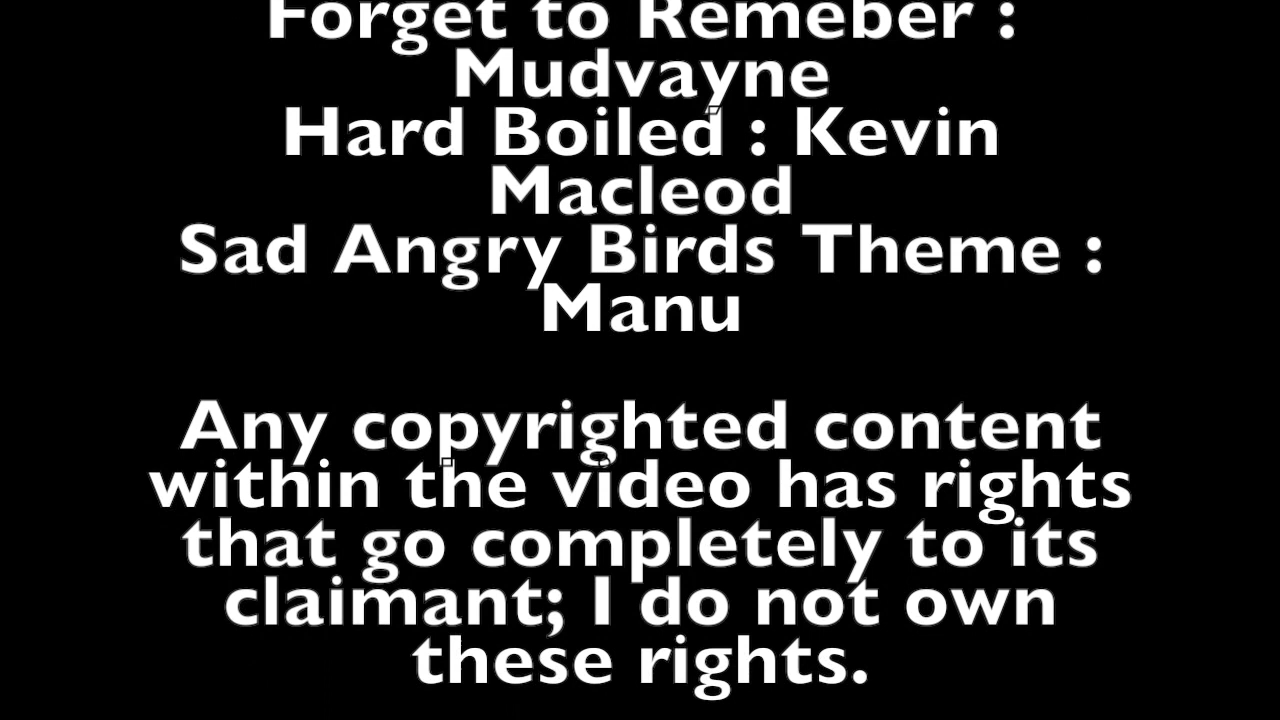 Forget to Remeber :
Mudvayne
Hard Boiled : Kevin
Macleod
Sad Angry Birds Theme :
Manu
Any copyrighted content
within the video has rights
that go completely to its
claimant; I do not own
these rights.